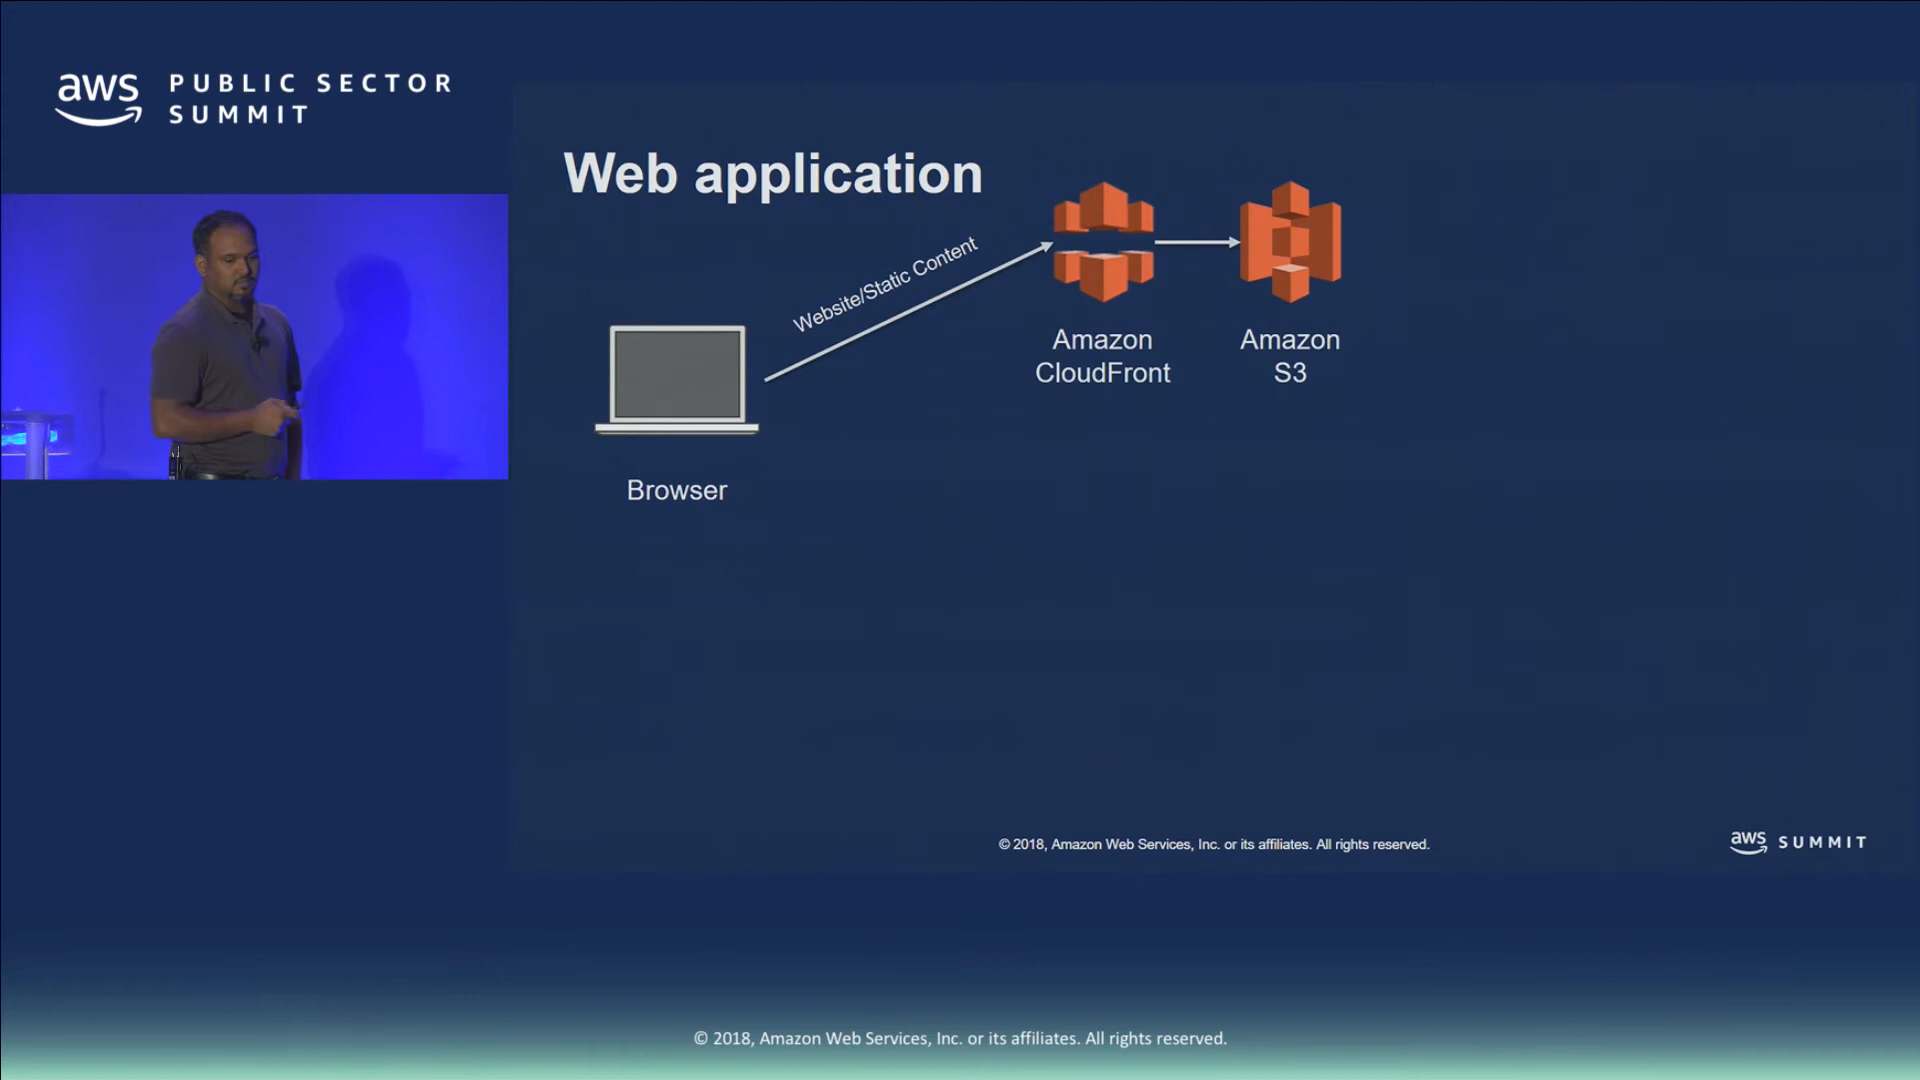 aws PUBLIC SECTOR
SUMMIT
Web application
Website/Static Content
Amazon
CloudFront
Amazon
S3
Browser
© 2018, Amazon Web Services, Inc. or its affiliates. All rights reserved.
aws SUMMIT
© 2018, Amazon Web Services, Inc. or its affiliates. All rights reserved.